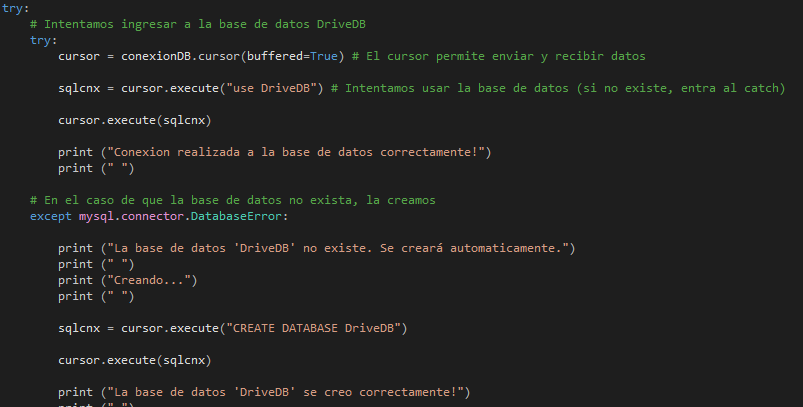 try:
# Intentamos ingresar a la base de datos DriveDB
try:
cursor = conexionDB.cursor(buffered=True) # El cursor permite enviar y recibir datos
sqlcnx = cursor.execute("use DriveDB") # Intentamos usar la base de datos (si no existe, entra al catch)
cursor.execute(sqlcnx)
print ("Conexion realizada a la base de datos correctamente!")
print (" ")
# En el caso de que la base de datos no exista, la creamos
except mysql.connector.DatabaseError:
print ("La base de datos 'DriveDB' no existe. Se creará automaticamente.")
print (" ")
print ("Creando...")
print (" ")
sqlcnx = cursor.execute("CREATE DATABASE DriveDB")
cursor.execute(sqlcnx)
print ("La base de datos 'DriveDB' se creo correctamente!")